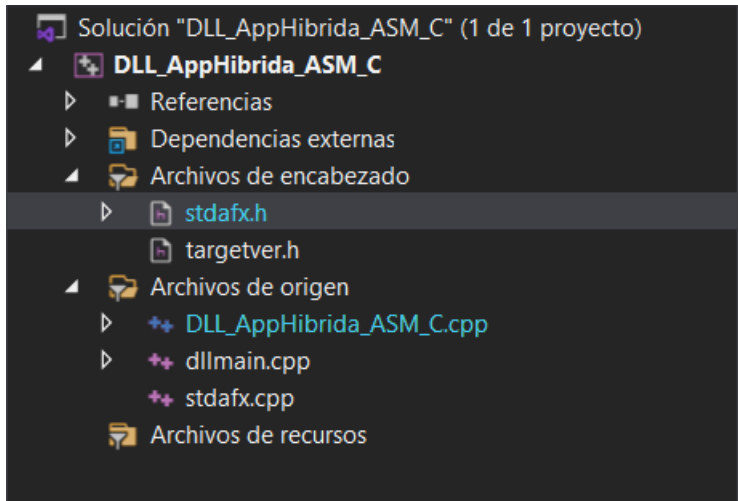 Solución "DLL_AppHibrida_ASM_C" (1 de 1 proyecto)
DLL_AppHibrida_ASM_C
Referencias
Dependencias externas
Archivos de encabezado
stdafx.h
targetver.h
Archivos de origen
DLL_AppHibrida_ASM_C.cpp
dllmain.cpp
stdafx.cpp
Archivos de recursos